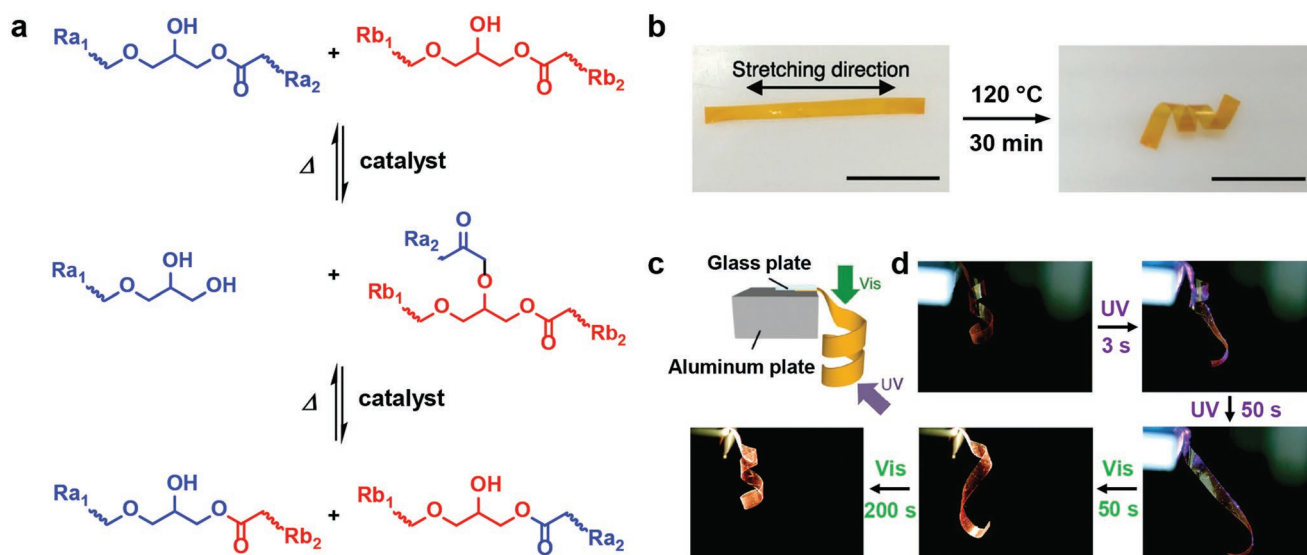 a
Ra1
O
OH
O
O
Ra2
+
Rb1
O
OH
O
O
Rb2
Δ
catalyst
Ra1
O
OH
OH
+
Ra2
O
O
Rb1
O
O
O
Rb2
Δ
catalyst
Ra1
O
OH
O
O
Rb2
+
Rb1
O
OH
O
O
Ra2
b
Stretching direction
120 °C
30 min
c
Glass plate
Vis
Aluminum plate
UV
d
UV
3 s
UV
50 s
Vis
50 s
Vis
200 s